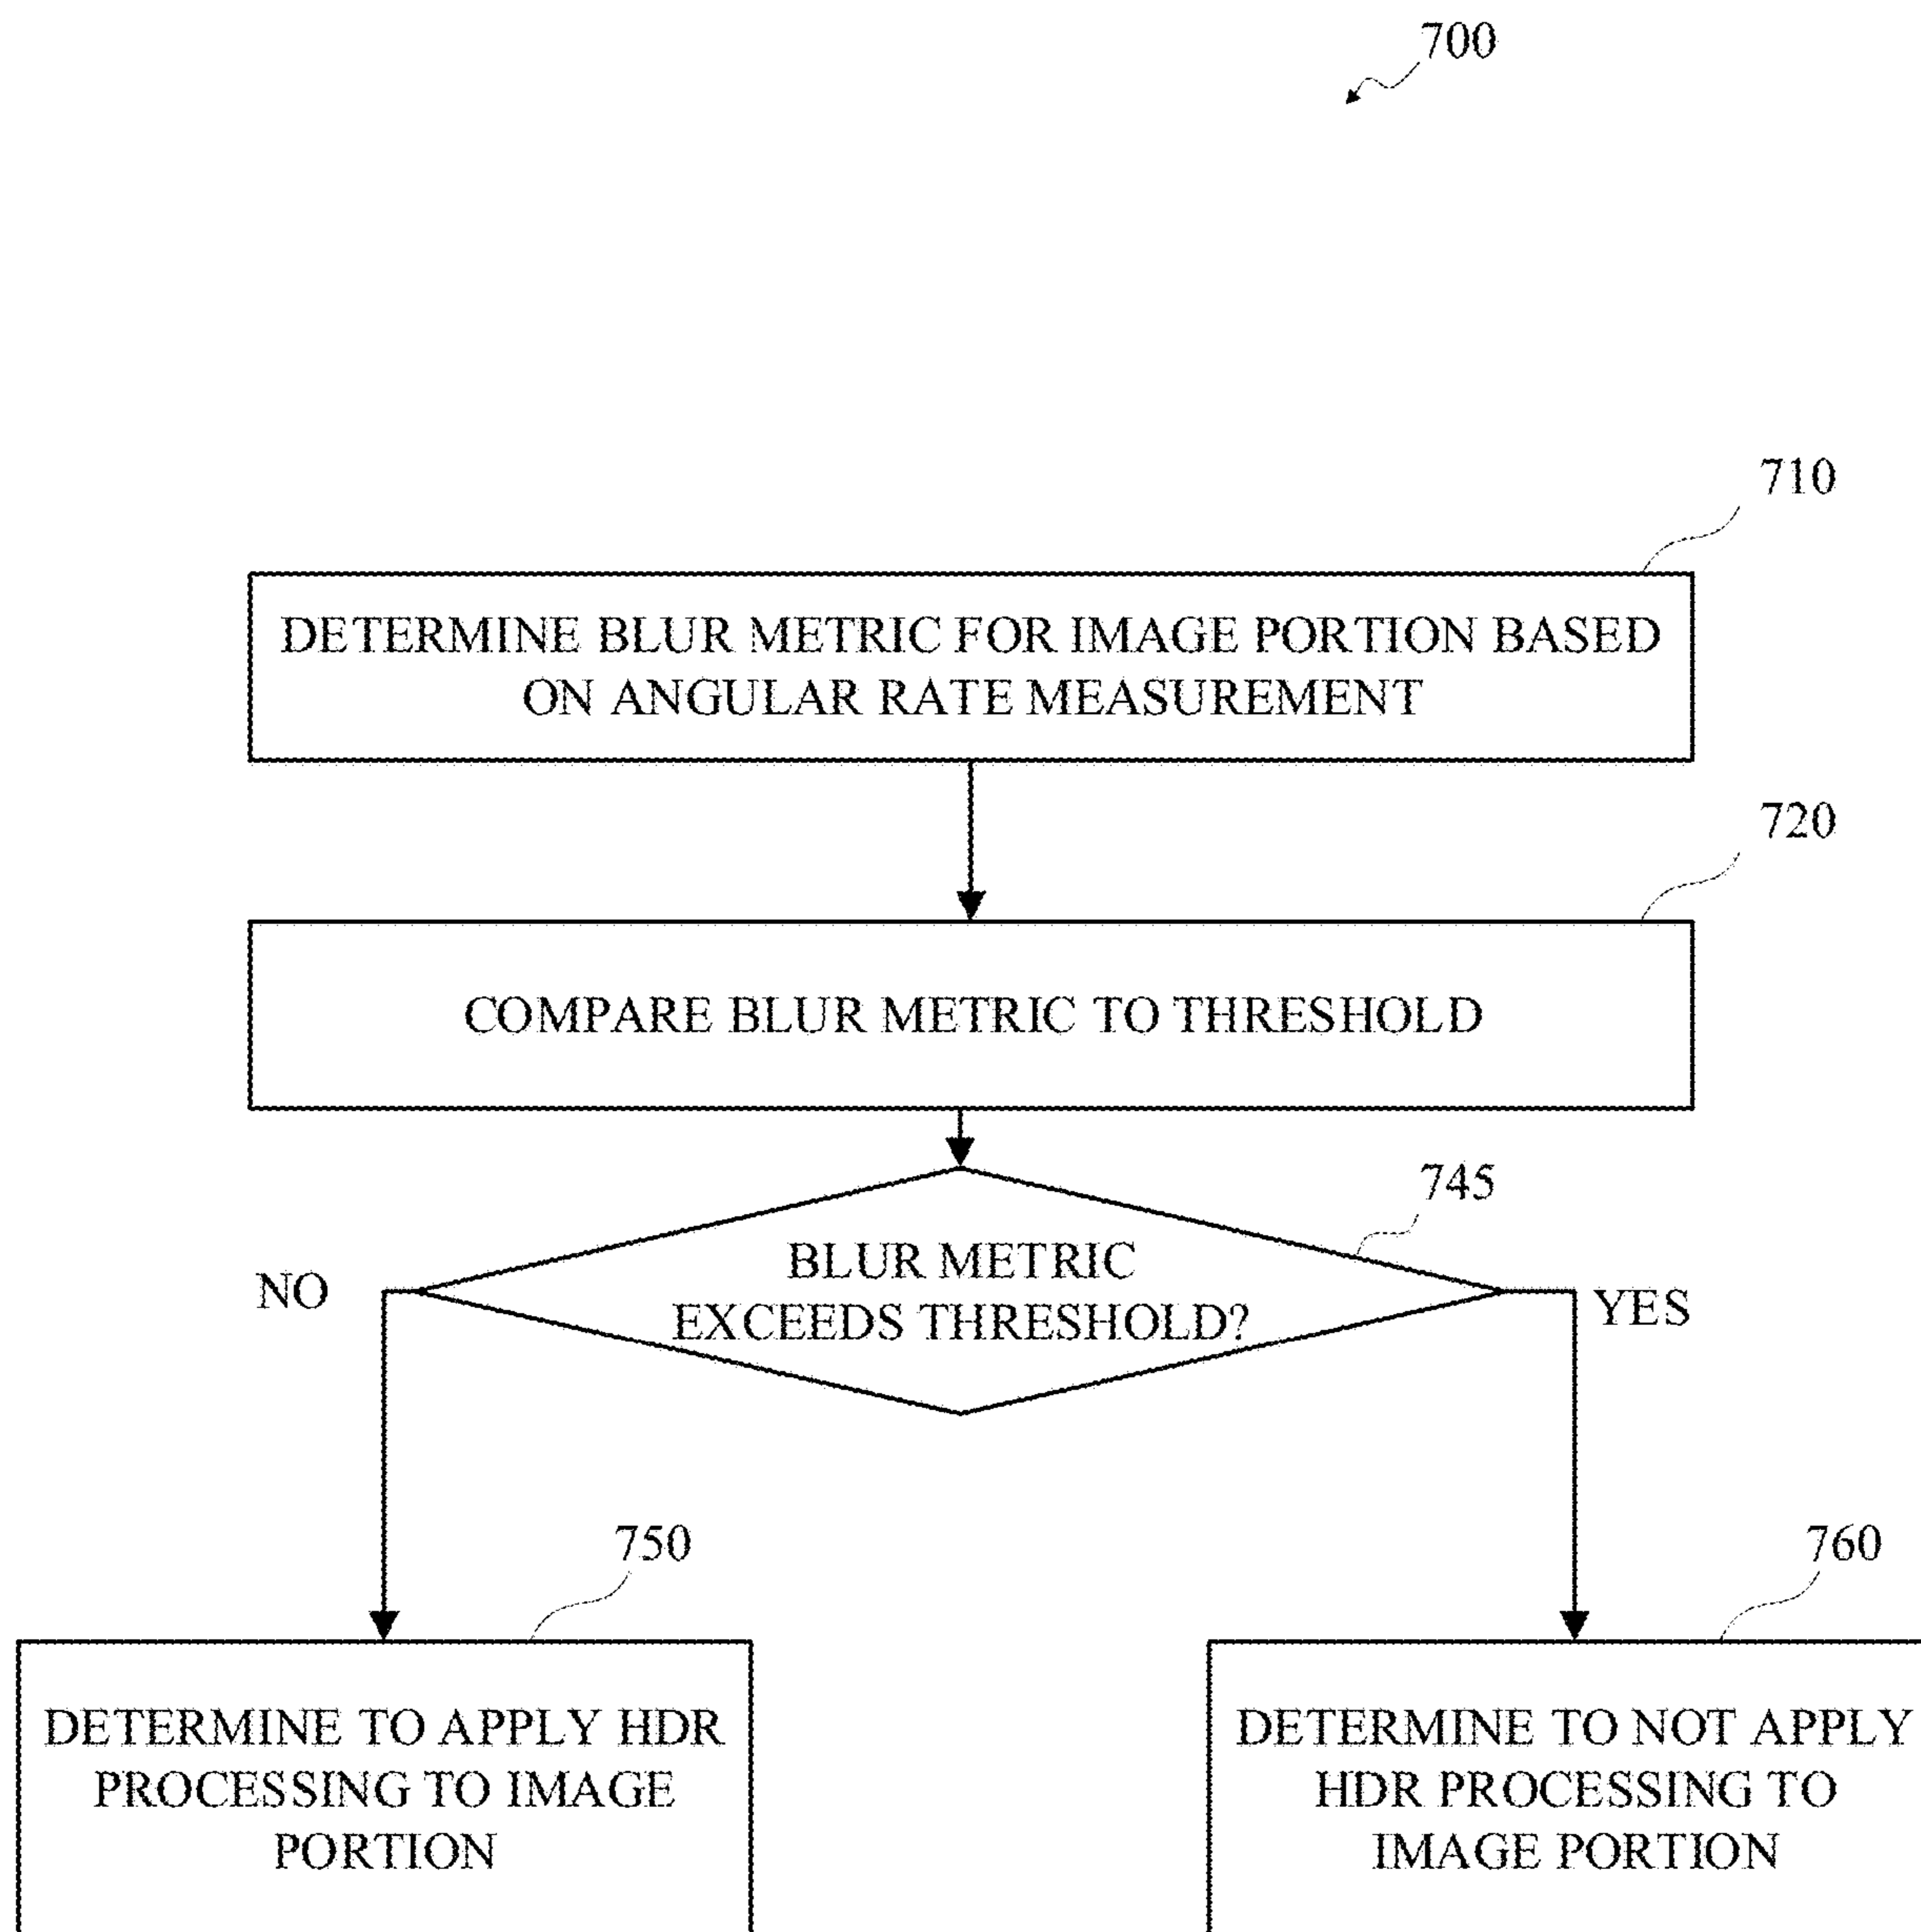 700
710
DETERMINE BLUR METRIC FOR IMAGE PORTION BASED
ON ANGULAR RATE MEASUREMENT
720
COMPARE BLUR METRIC TO THRESHOLD
745
BLUR METRIC
EXCEEDS THRESHOLD?
NO
YES
750
DETERMINE TO APPLY HDR
PROCESSING TO IMAGE
PORTION
760
DETERMINE TO NOT APPLY
HDR PROCESSING TO
IMAGE PORTION